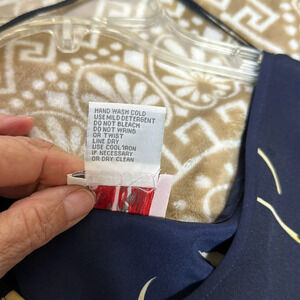 HAND WASH COLD
USE MILD DETERGENT
DO NOT BLEACH
DO NOT WRING
OR TWIST
LINE DRY
USE COOL IRON
IF NECESSARY
OR DRY CLEAN